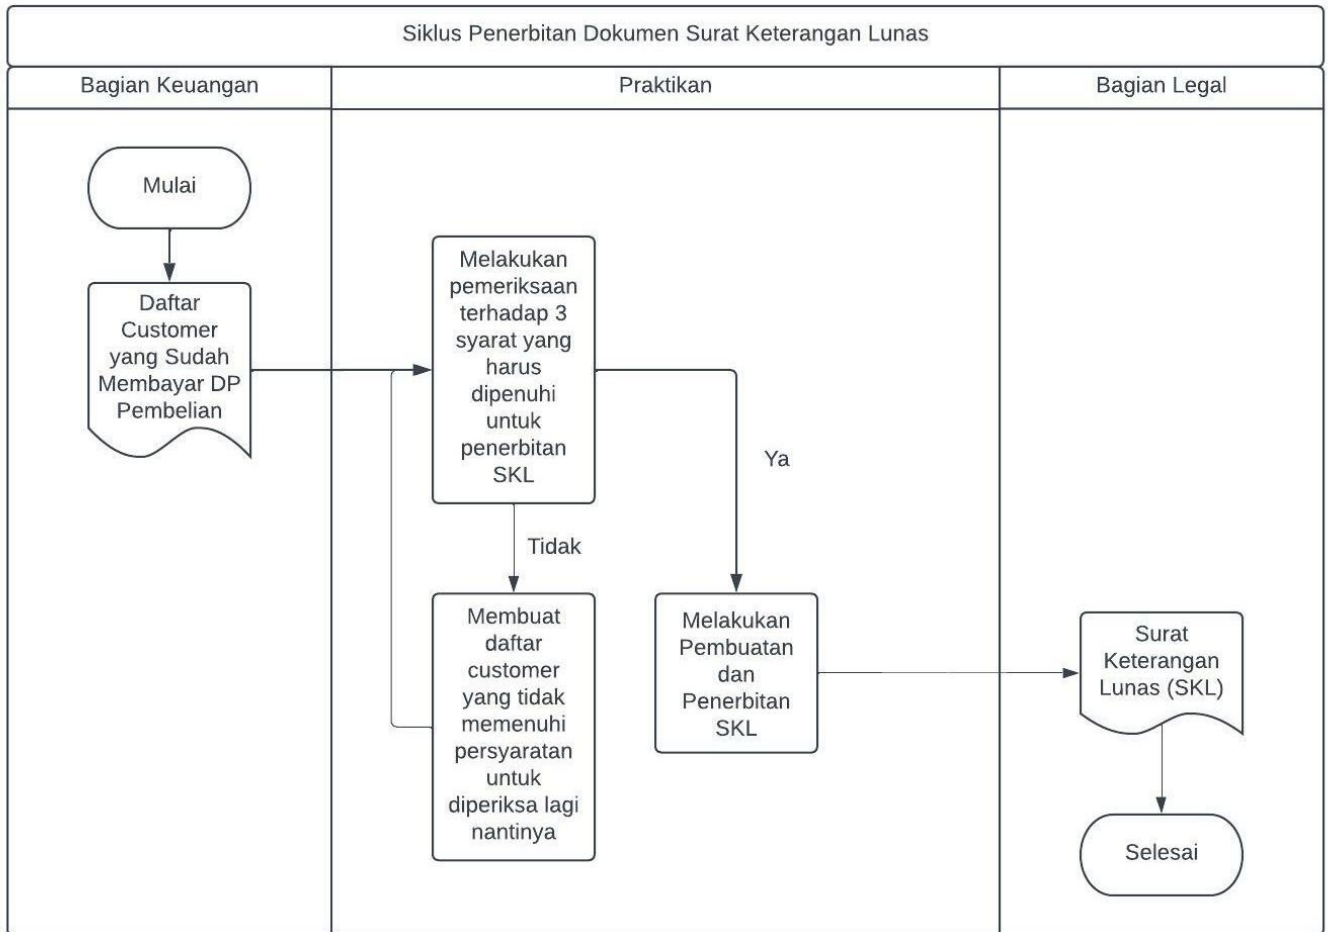 Siklus Penerbitan Dokumen Surat Keterangan Lunas
Bagian Keuangan
Praktikan
Bagian Legal
Mulai
Daftar
Customer
yang Sudah
Membayar DP
Pembelian
Melakukan
pemeriksaan
terhadap 3
syarat yang
harus
dipenuhi
untuk
penerbitan
SKL
Ya
Tidak
Membuat
daftar
customer
yang tidak
memenuhi
persyaratan
untuk
diperiksa lagi
nantinya
Melakukan
Pembuatan
dan
Penerbitan
SKL
Surat
Keterangan
Lunas (SKL)
Selesai